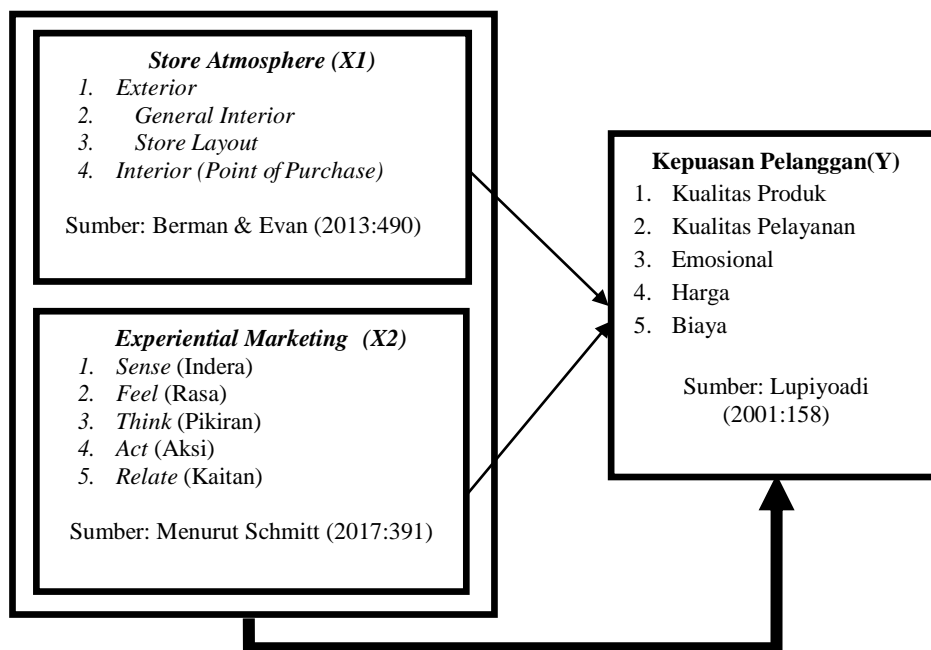 Store Atmosphere (X1)
1. Exterior
2. General Interior
3. Store Layout
4. Interior (Point of Purchase)
Sumber: Berman & Evan (2013:490)
Experiential Marketing (X2)
1. Sense (Indera)
2. Feel (Rasa)
3. Think (Pikiran)
4. Act (Aksi)
5. Relate (Kaitan)
Sumber: Menurut Schmitt (2017:391)
Kepuasan Pelanggan(Y)
1. Kualitas Produk
2. Kualitas Pelayanan
3. Emosional
4. Harga
5. Biaya
Sumber: Lupiyoadi
(2001:158)